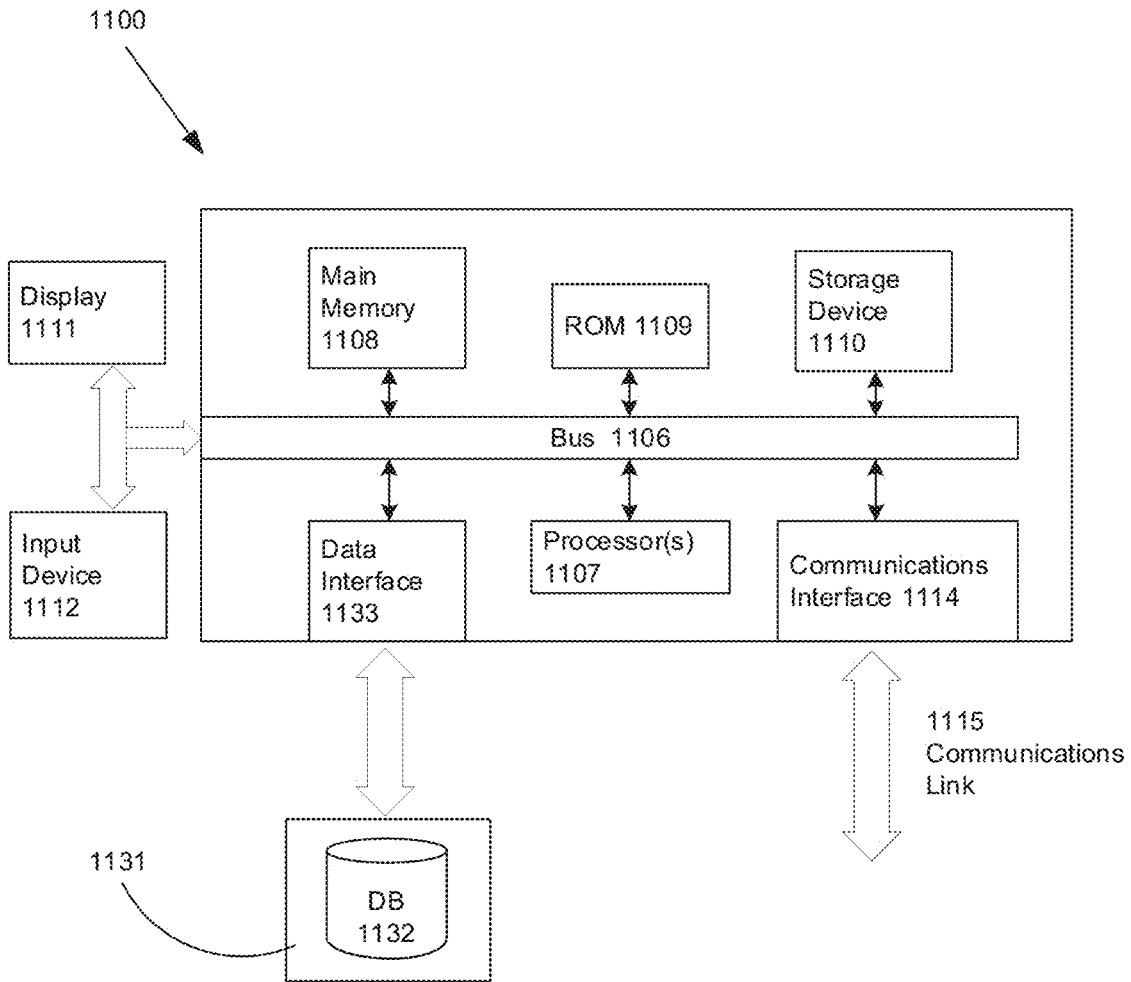 1100
Display
1111
Main
Memory
1108
ROM 1109
Storage
Device
1110
Bus 1106
Input
Device
1112
Data
Interface
1133
Processor(s)
1107
Communications
Interface 1114
1115
Communications
Link
1131
DB
1132